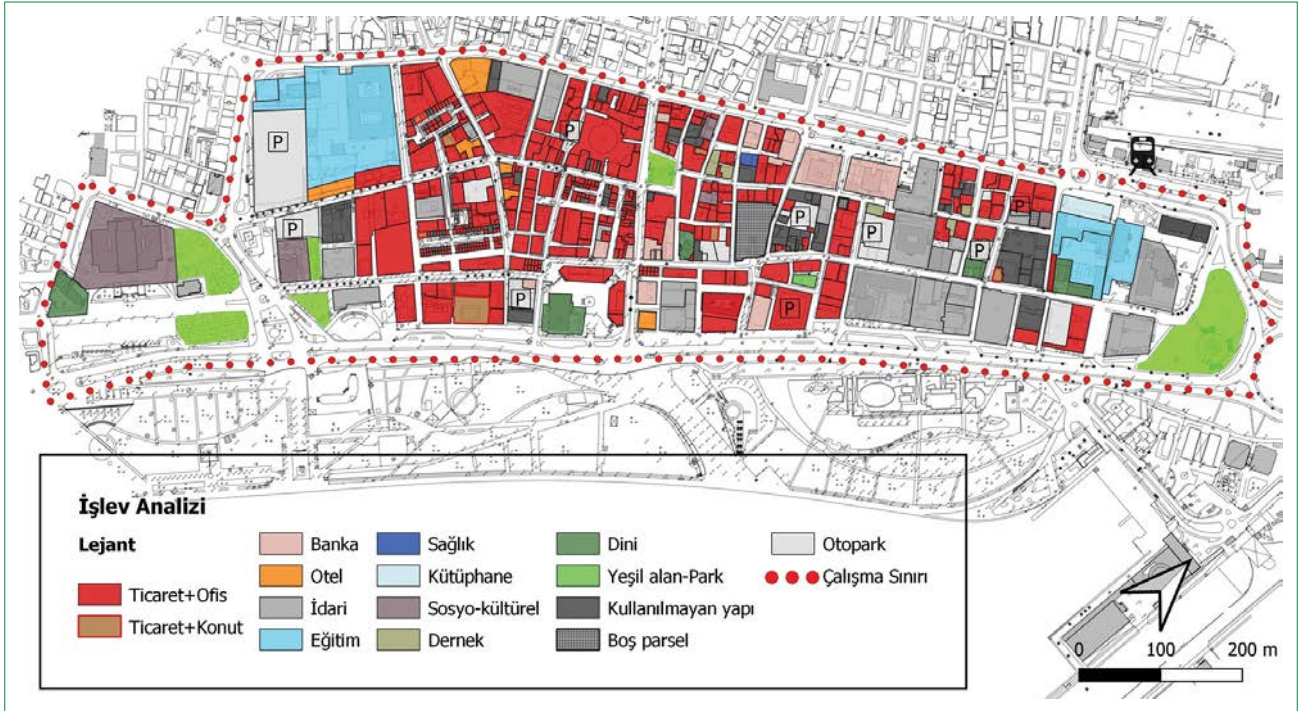 P
P
P
P
P
P
P
P
P
İşlev Analizi
Lejant
Ticaret+Ofis
Ticaret+Konut
Banka
Otel
İdari
Eğitim
Sağlık
Kütüphane
Sosyo-kültürel
Dernek
Dini
Yeşil alan-Park
Kullanılmayan yapı
Boş parsel
Otopark
Çalışma Sınırı
0 100 200 m